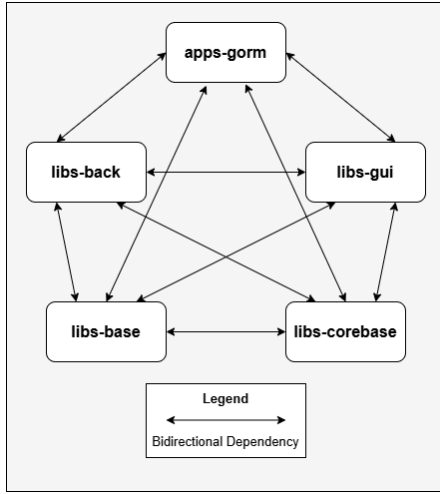 apps-gorm
libs-back
libs-gui
libs-base
libs-corebase
Legend
Bidirectional Dependency